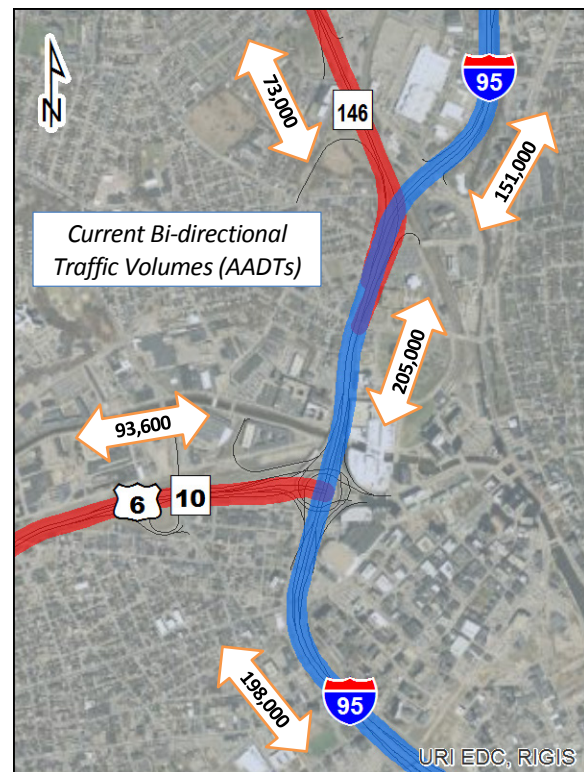 N
95
73,000
146
151,000
Current Bi-directional
Traffic Volumes (AADTs)
205,000
93,600
6
10
198,000
95
URI EDC, RIGIS